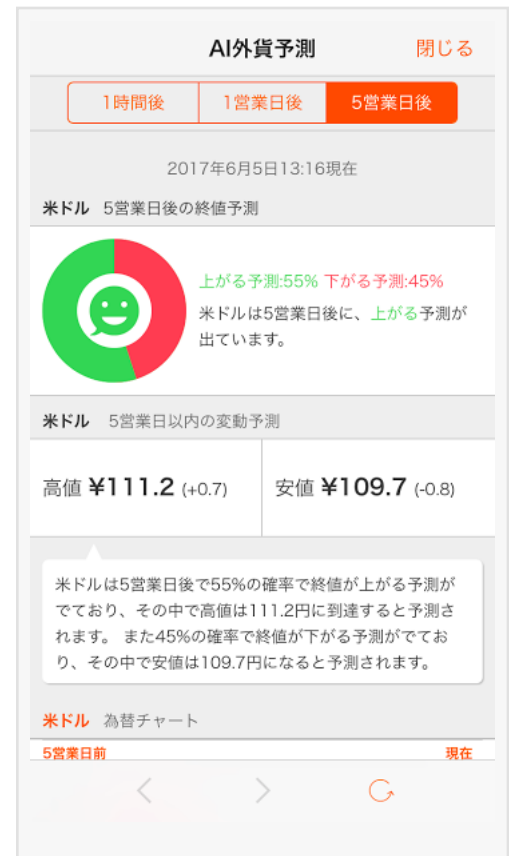 AI外貨予測 閉じる
1時間後 1営業日後 5営業日後
2017年6月5日13:16現在
米ドル 5営業日後の終値予測
上がる予測:55% 下がる予測:45%
米ドルは5営業日後に、上がる予測が
出ています。
米ドル 5営業日以内の変動予測
高値 ¥111.2 (+0.7) 安値 ¥109.7 (-0.8)
米ドルは5営業日後で55%の確率で終値が上がる予測が
でており、その中で高値は111.2円に到達すると予測さ
れます。 また45%の確率で終値が下がる予測がでてお
り、その中で安値は109.7円になると予測されます。
米ドル 為替チャート
5営業日前 現在